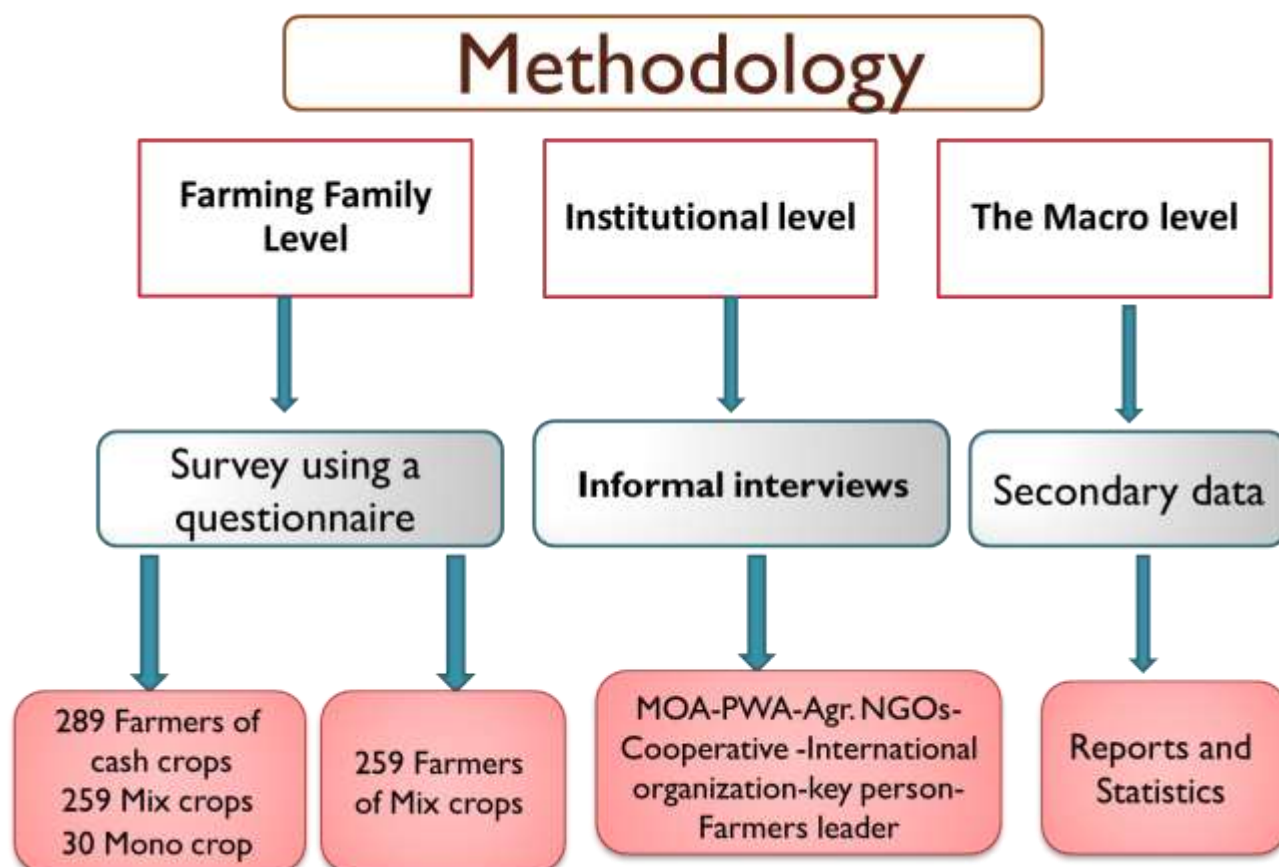 Methodology
Farming Family
Level
Institutional level
The Macro level
Survey using a
questionnaire
Informal interviews
Secondary data
289 Farmers of
cash crops
259 Mix crops
30 Mono crop
259 Farmers
of Mix crops
MOA-PWA-Agr. NGOs-
Cooperative -International
organization-key person-
Farmers leader
Reports and
Statistics